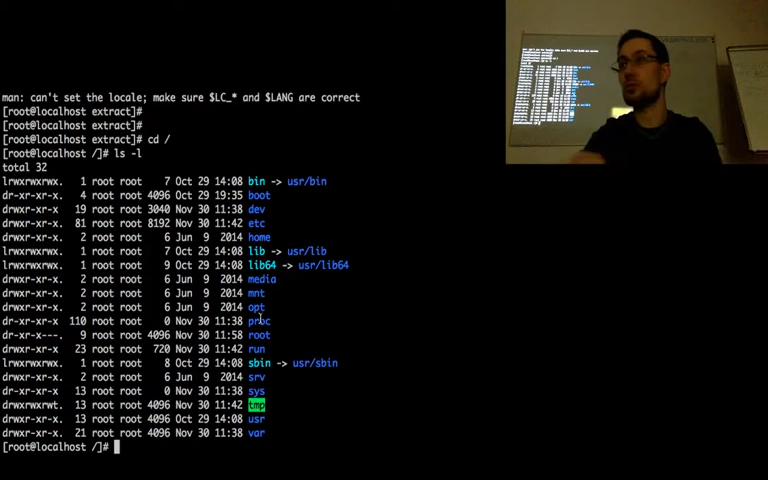 man: can't set the locale; make sure $LC_* and $LANG are correct
[root@localhost extract]#
[root@localhost extract]#
[root@localhost extract]# cd /
[root@localhost /]# ls -l
total 32
lrwxrwxrwx. 1 root root 7 Oct 29 14:08 bin -> usr/bin
dr-xr-xr-x. 4 root root 4096 Oct 29 19:35 boot
drwxr-xr-x 19 root root 3040 Nov 30 11:38 dev
drwxr-xr-x. 81 root root 8192 Nov 30 11:42 etc
drwxr-xr-x. 2 root root 6 Jun 9 2014 home
lrwxrwxrwx. 1 root root 7 Oct 29 14:08 lib -> usr/lib
lrwxrwxrwx. 1 root root 9 Oct 29 14:08 lib64 -> usr/lib64
drwxr-xr-x. 2 root root 6 Jun 9 2014 media
drwxr-xr-x. 2 root root 6 Jun 9 2014 mnt
drwxr-xr-x. 2 root root 6 Jun 9 2014 opt
dr-xr-xr-x 110 root root 0 Nov 30 11:38 proc
dr-xr-x---. 9 root root 4096 Nov 30 11:58 root
drwxr-xr-x 23 root root 720 Nov 30 11:42 run
lrwxrwxrwx. 1 root root 8 Oct 29 14:08 sbin -> usr/sbin
drwxr-xr-x. 2 root root 6 Jun 9 2014 srv
dr-xr-xr-x 13 root root 0 Nov 30 11:38 sys
drwxrwxrwt. 13 root root 4096 Nov 30 11:42 tmp
drwxr-xr-x. 13 root root 4096 Oct 29 14:08 usr
drwxr-xr-x. 21 root root 4096 Nov 30 11:38 var
[root@localhost /]#